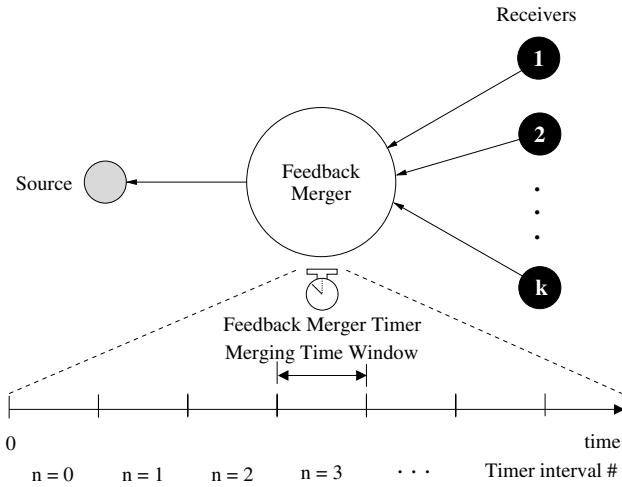 Receivers
1
2
Source
Feedback
Merger
k
Feedback Merger Timer
Merging Time Window
0
time
n = 0 n = 1 n = 2 n = 3 · · · Timer interval #